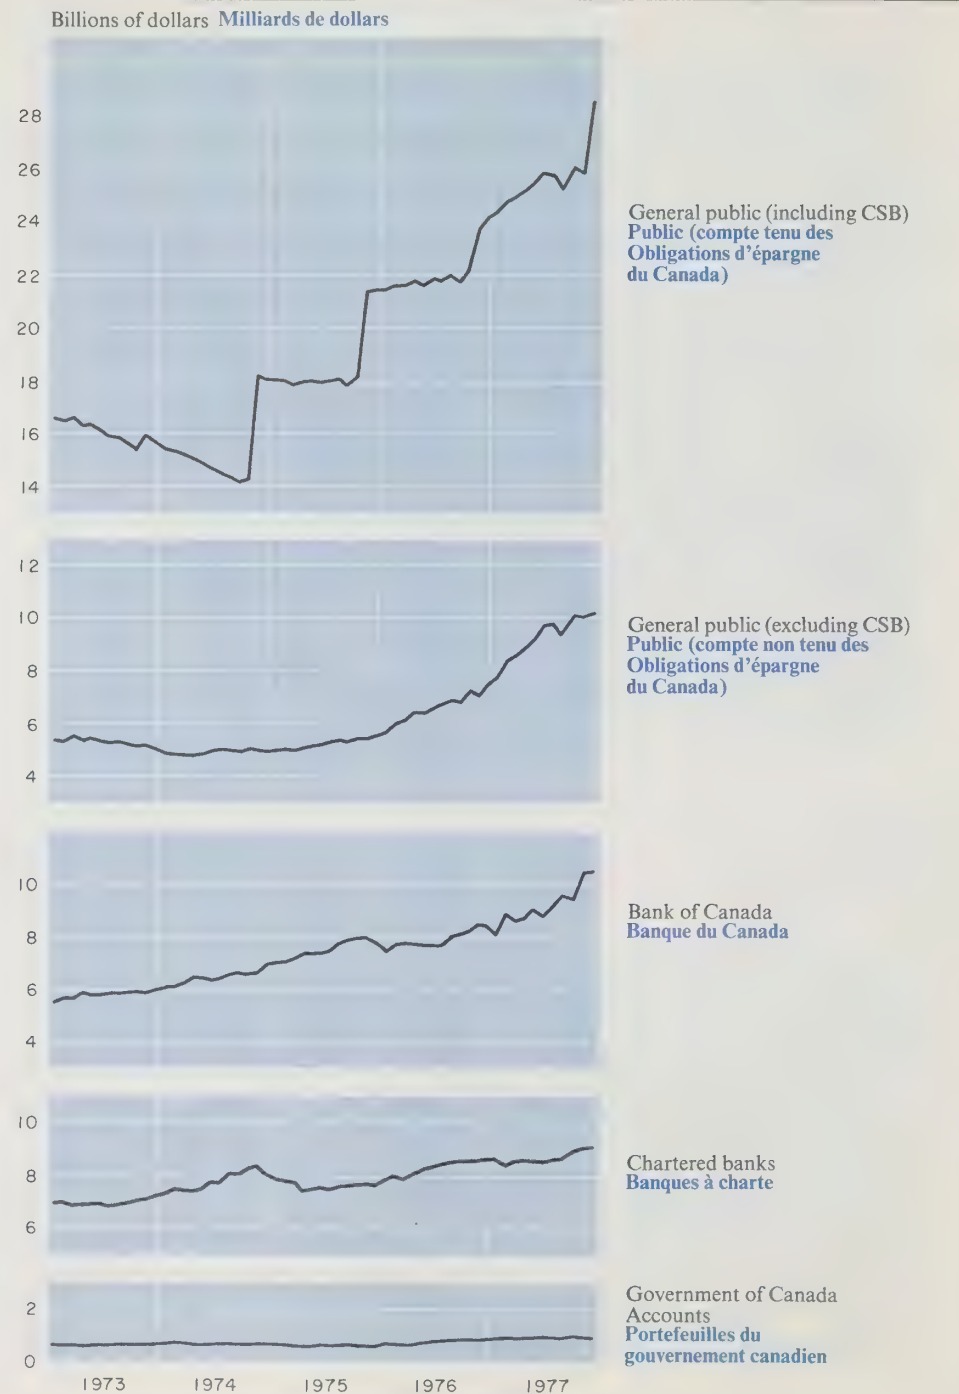 Billions of dollars Milliards de dollars
28
26
24
22
20
18
16
14
General public (including CSB)
Public (compte tenu des
Obligations d'épargne
du Canada)
12
10
8
6
4
General public (excluding CSB)
Public (compte non tenu des
Obligations d'épargne
du Canada)
10
8
6
4
Bank of Canada
Banque du Canada
10
8
6
Chartered banks
Banques à charte
2
0
Government of Canada
Accounts
Portefeuilles du
gouvernement canadien
1973 1974 1975 1976 1977